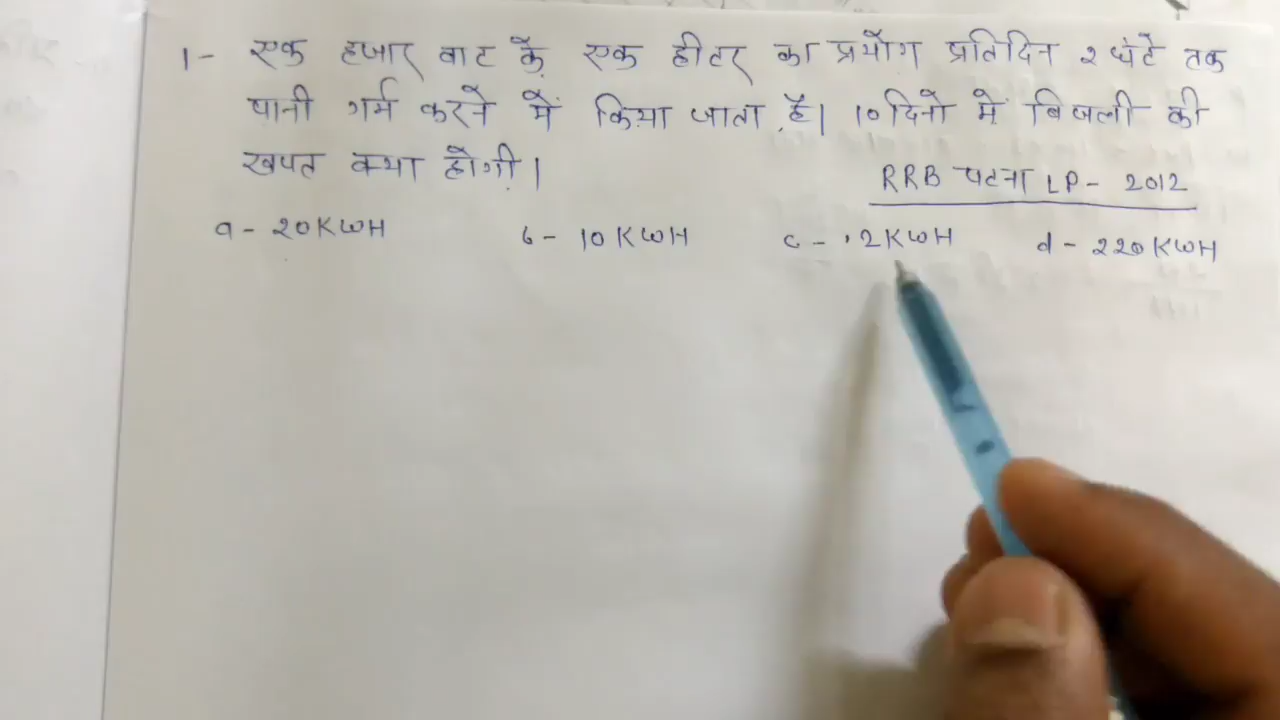 1- एक हजार वाट के एक हीटर का प्रयोग प्रतिदिन 2 घंटे तक
पानी गर्म करने में किया जाता है। 10 दिनो मे बिजली की
खपत क्या होगी।
RRB पटना LP- 2012
a- 20KWH b- 10KWH c- .2KWH d- 220KWH